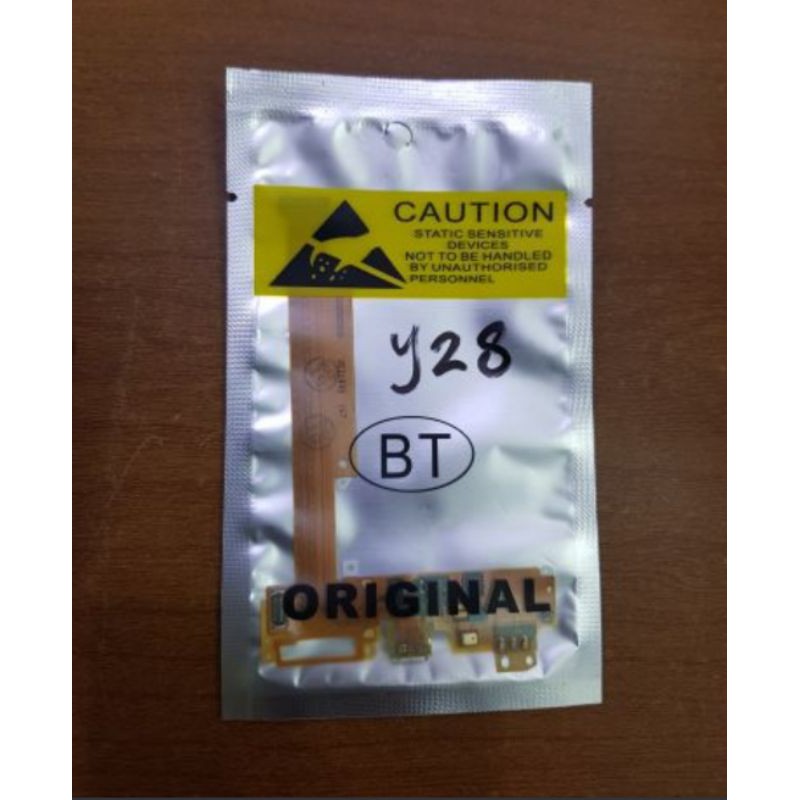 CAUTION
STATIC SENSITIVE
DEVICES
NOT TO BE HANDLED
BY UNAUTHORISED
PERSONNEL
y28
BT
ORIGINAL